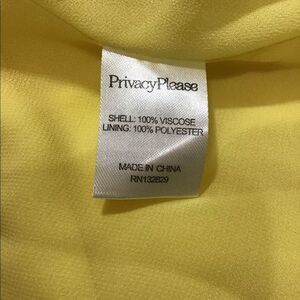 PrivacyPlease
SHELL: 100% VISCOSE
LINING: 100% POLYESTER
MADE IN CHINA
RN132829